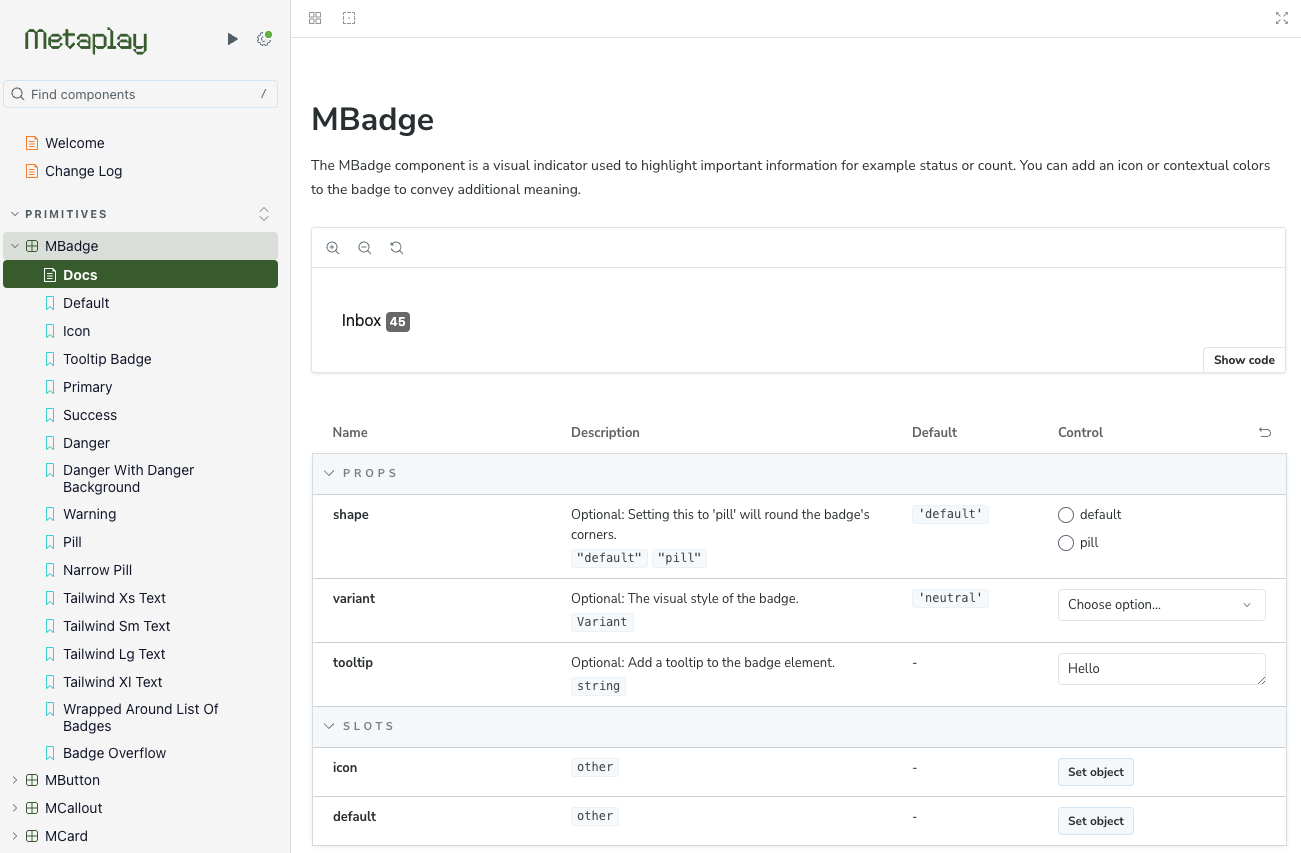 Metaplay
Find components /
Welcome
Change Log
PRIMITIVES
MBadge
Docs
Default
Icon
Tooltip Badge
Primary
Success
Danger
Danger With Danger
Background
Warning
Pill
Narrow Pill
Tailwind Xs Text
Tailwind Sm Text
Tailwind Lg Text
Tailwind Xl Text
Wrapped Around List Of
Badges
Badge Overflow
MButton
MCallout
MCard
MBadge
The MBadge component is a visual indicator used to highlight important information for example status or count. You can add an icon or contextual colors
to the badge to convey additional meaning.
Inbox 45
Show code
Name Description Default Control
PROPS
shape Optional: Setting this to 'pill' will round the badge's 'default' default
corners. pill
"default" "pill"
variant Optional: The visual style of the badge. 'neutral' Choose option...
Variant
tooltip Optional: Add a tooltip to the badge element. - Hello
string
SLOTS
icon other - Set object
default other - Set object